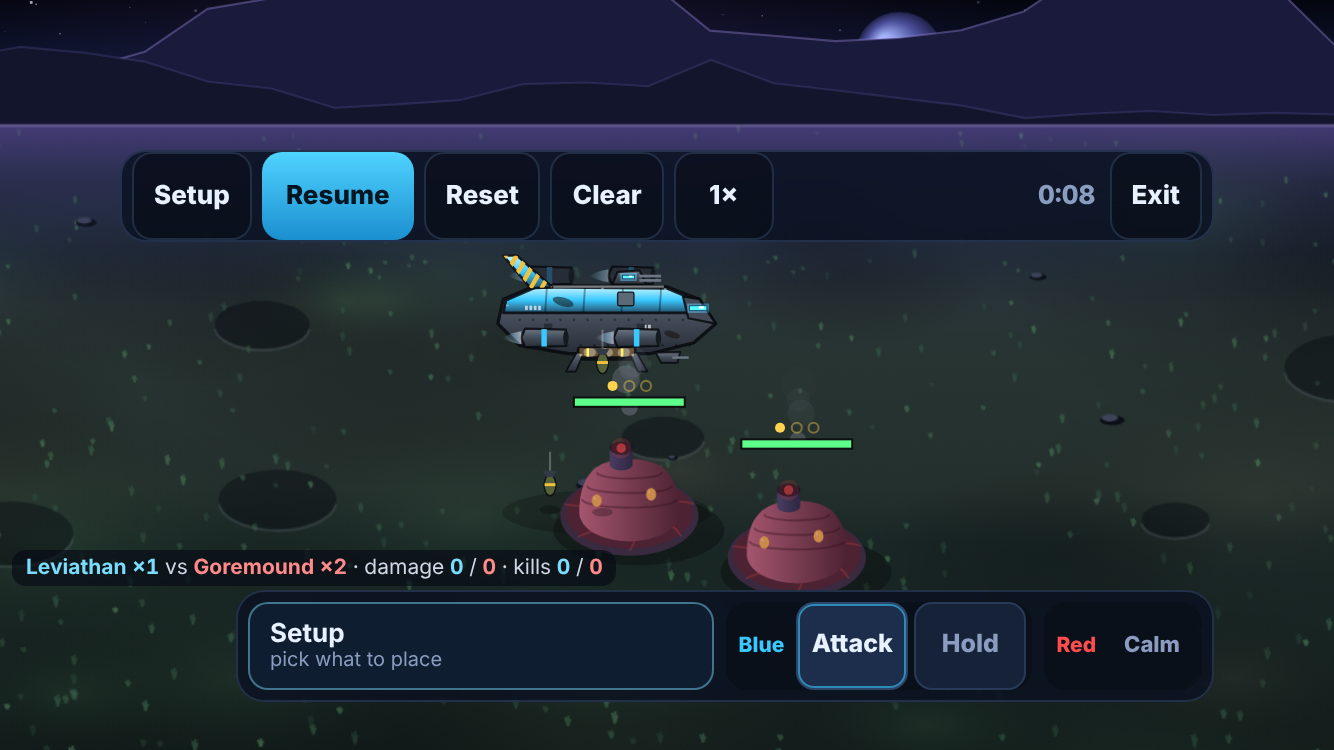 Setup Resume Reset Clear 1× 0:08 Exit
Leviathan ×1 vs Goremound ×2 · damage 0 / 0 · kills 0 / 0
Setup
pick what to place
Blue Attack Hold Red Calm